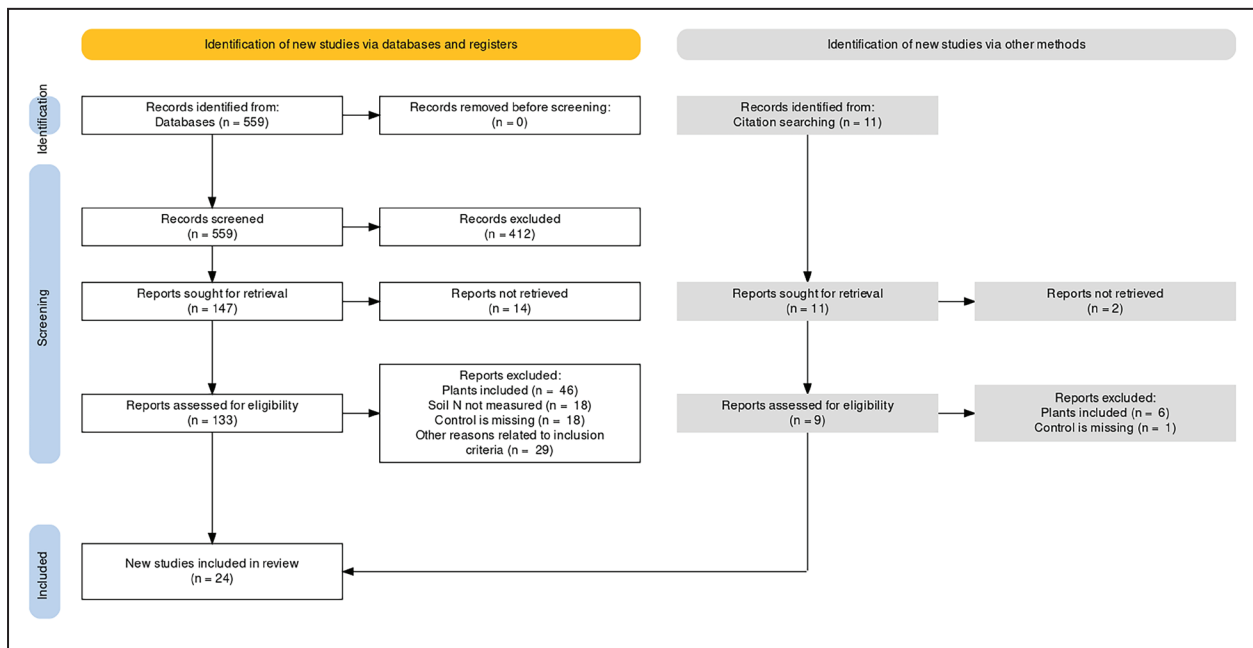 Identification of new studies via databases and registers
Identification of new studies via other methods
Identification
Records identified from:
Databases (n = 559)
Records removed before screening:
(n = 0)
Records identified from:
Citation searching (n = 11)
Screening
Records screened
(n = 559)
Records excluded
(n = 412)
Reports sought for retrieval
(n = 147)
Reports not retrieved
(n = 14)
Reports sought for retrieval
(n = 11)
Reports not retrieved
(n = 2)
Reports assessed for eligibility
(n = 133)
Reports excluded:
Plants included (n = 46)
Soil N not measured (n = 18)
Control is missing (n = 18)
Other reasons related to inclusion
criteria (n = 29)
Reports assessed for eligibility
(n = 9)
Reports excluded:
Plants included (n = 6)
Control is missing (n = 1)
Included
New studies included in review
(n = 24)